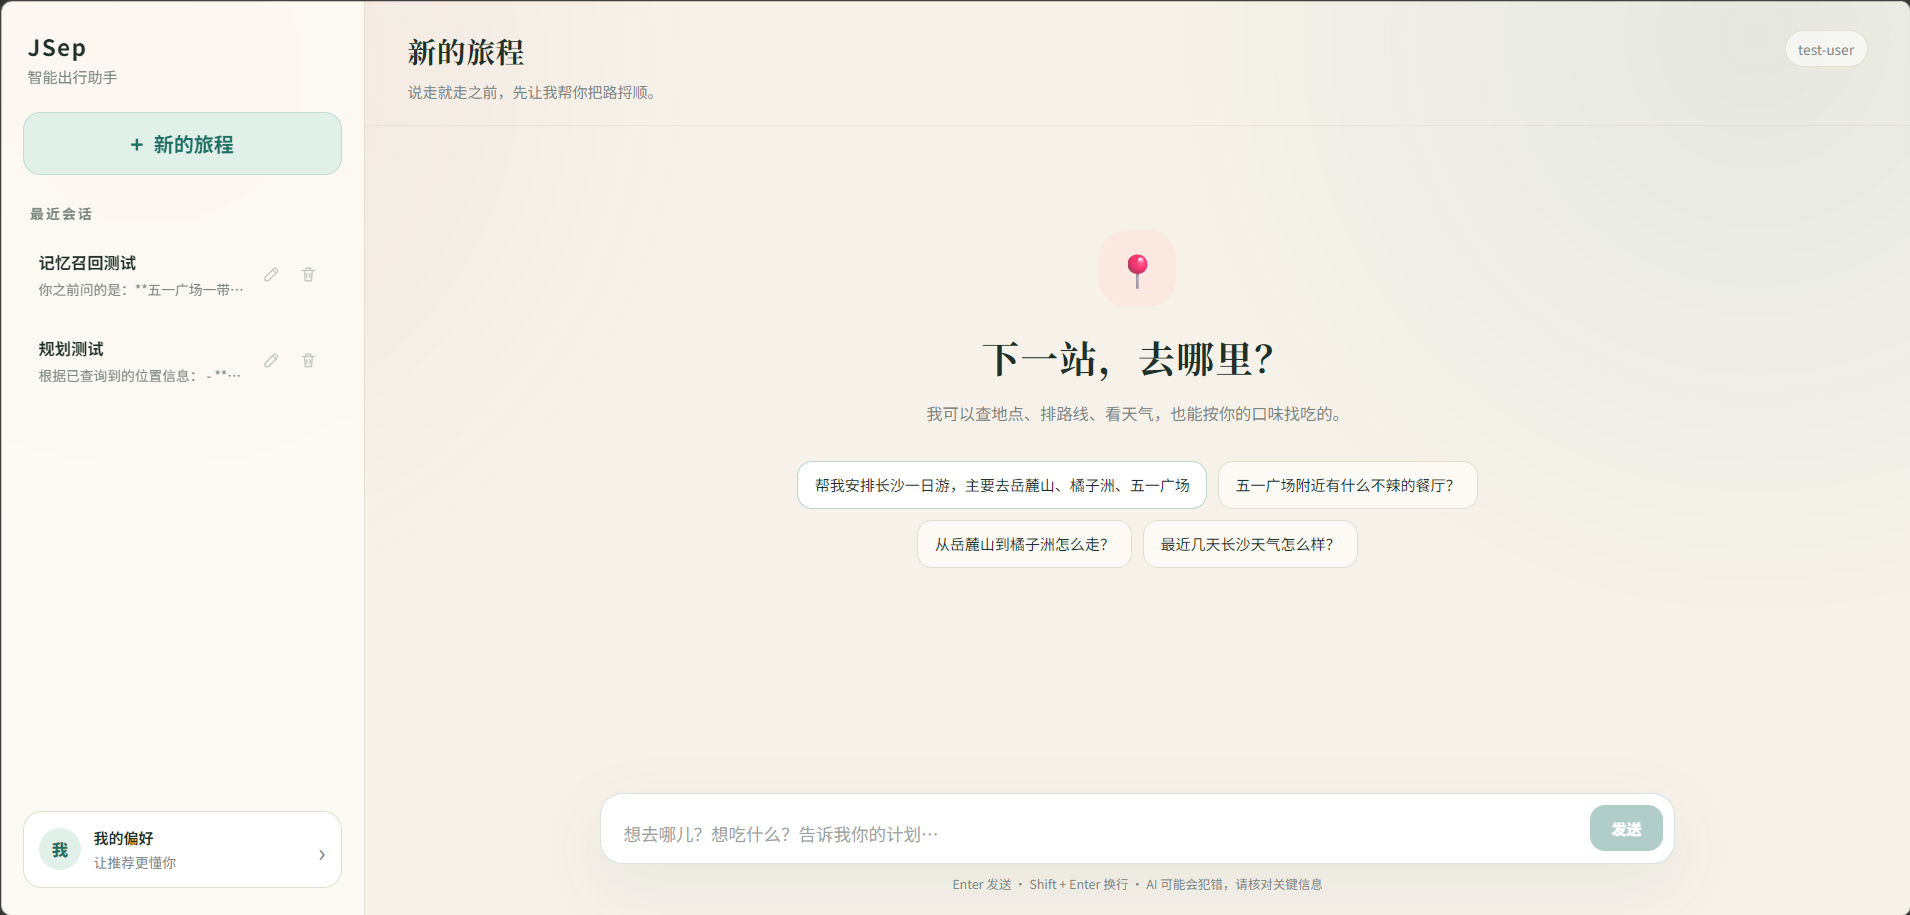 JSep
智能出行助手
+ 新的旅程
最近会话
记忆召回测试
你之前问的是：**五一广场一带…
规划测试
根据已查询到的位置信息： - **…
我
我的偏好
让推荐更懂你
›
新的旅程
说走就走之前，先让我帮你把路捋顺。
test-user
下一站，去哪里？
我可以查地点、排路线、看天气，也能按你的口味找吃的。
帮我安排长沙一日游，主要去岳麓山、橘子洲、五一广场
五一广场附近有什么不辣的餐厅？
从岳麓山到橘子洲怎么走？
最近几天长沙天气怎么样？
想去哪儿？想吃什么？告诉我你的计划…
发送
Enter 发送 · Shift + Enter 换行 · AI 可能会犯错，请核对关键信息